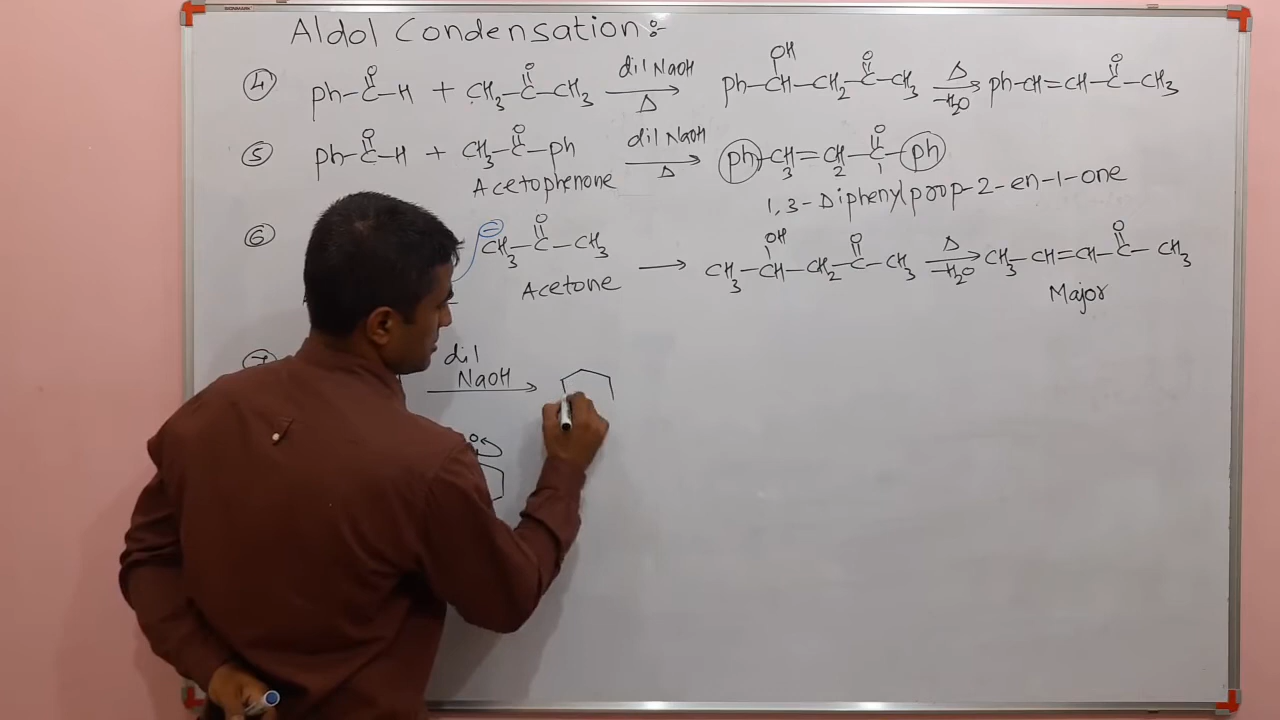 Aldol Condensation:-
④ ph-C(=O)-H + CH₃-C(=O)-CH₃ dil NaOH Δ → ph-CH(OH)-CH₂-C(=O)-CH₃ Δ -H₂O → ph-CH=CH-C(=O)-CH₃
⑤ ph-C(=O)-H + CH₃-C(=O)-ph dil NaOH Δ → ph-CH=CH-C(=O)-ph
3 2 1
Acetophenone
1,3-Diphenylprop-2-en-1-one
⑥ ⊖ CH₃-C(=O)-CH₃ → CH₃-CH(OH)-CH₂-C(=O)-CH₃ Δ -H₂O → CH₃-CH=CH-C(=O)-CH₃
Acetone
Major
⑦ dil NaOH →
O